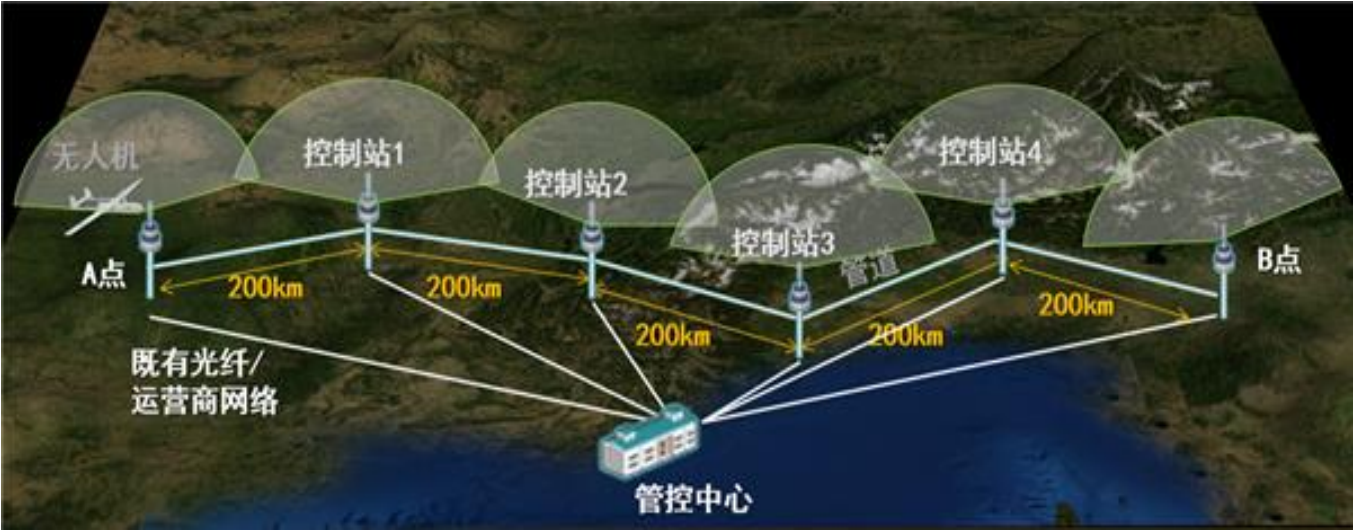 无人机
控制站1
控制站2
控制站3
控制站4
A点
B点
管道
200km
200km
200km
200km
200km
既有光纤/
运营商网络
管控中心